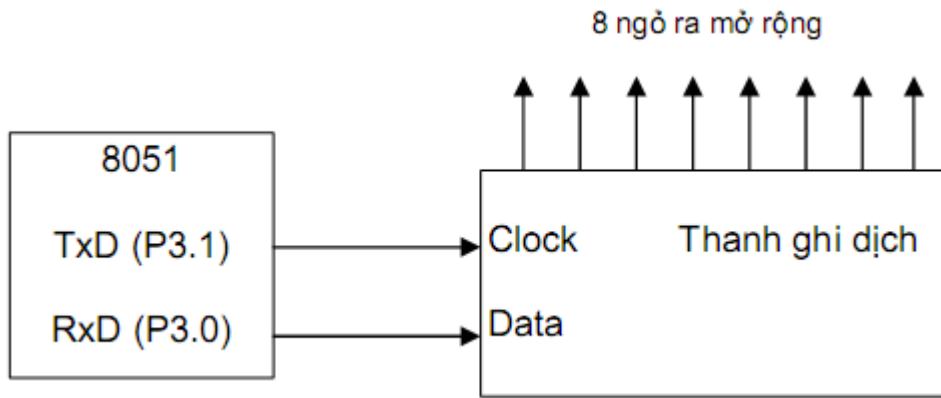 8 ngỏ ra mở rộng
8051
TxD (P3.1)
Clock
Thanh ghi dịch
RxD (P3.0)
Data